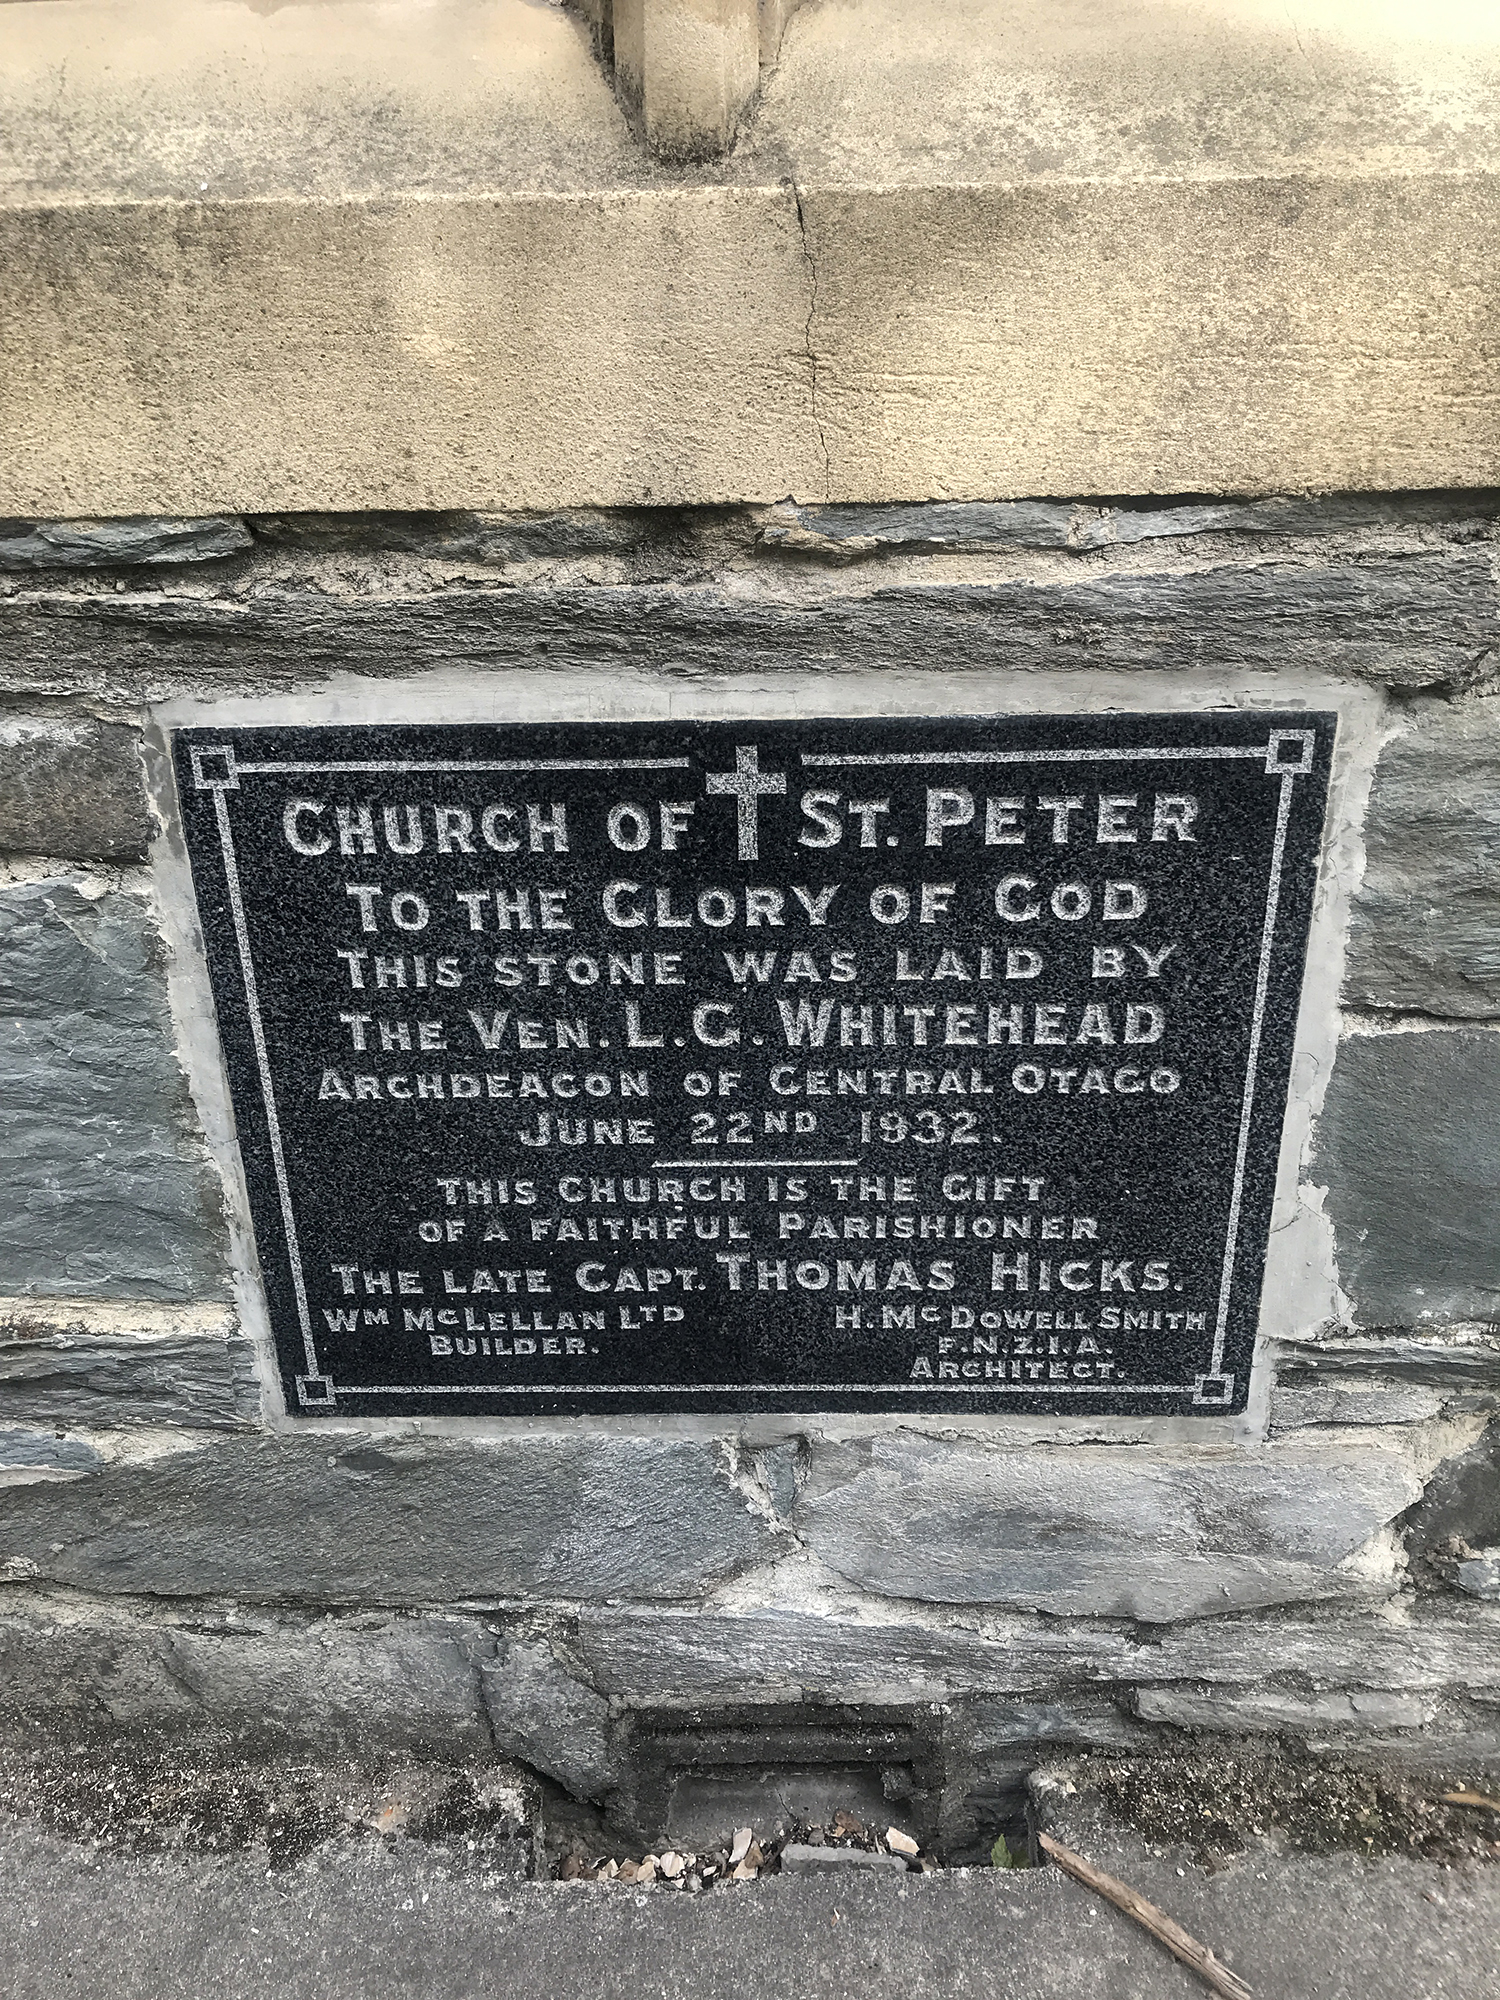 CHURCH OF ST. PETER
TO THE GLORY OF GOD
THIS STONE WAS LAID BY
THE VEN. L.G. WHITEHEAD
ARCHDEACON OF CENTRAL OTAGO
JUNE 22ND 1932.
THIS CHURCH IS THE GIFT
OF A FAITHFUL PARISHIONER
THE LATE CAPT. THOMAS HICKS.
WM MCLELLAN LTD
BUILDER.
H. MCDOWELL SMITH
F.N.Z.I.A.
ARCHITECT.